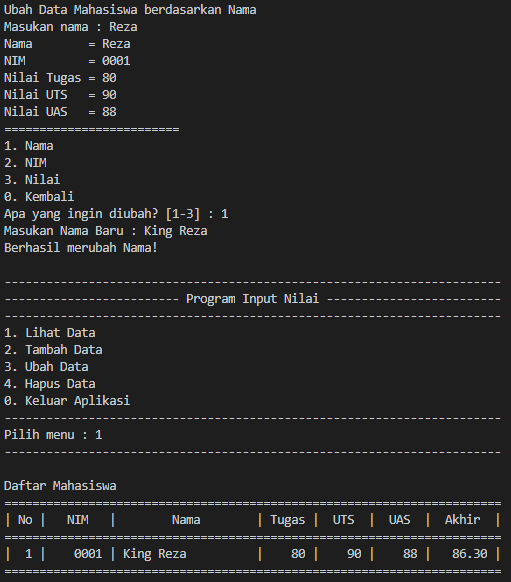 Ubah Data Mahasiswa berdasarkan Nama
Masukan nama : Reza
Nama        = Reza
NIM         = 0001
Nilai Tugas = 80
Nilai UTS   = 90
Nilai UAS   = 88
=========================
1. Nama
2. NIM
3. Nilai
0. Kembali
Apa yang ingin diubah? [1-3] : 1
Masukan Nama Baru : King Reza
Berhasil merubah Nama!

-----------------------------------------------------------------------
------------------------- Program Input Nilai -------------------------
-----------------------------------------------------------------------
1. Lihat Data
2. Tambah Data
3. Ubah Data
4. Hapus Data
0. Keluar Aplikasi
-----------------------------------------------------------------------
Pilih menu : 1
-----------------------------------------------------------------------

Daftar Mahasiswa
=======================================================================
| No |   NIM   |        Nama        | Tugas |  UTS  |  UAS  |  Akhir  |
=======================================================================
|  1 |    0001 | King Reza          |    80 |    90 |    88 |   86.30 |
=======================================================================